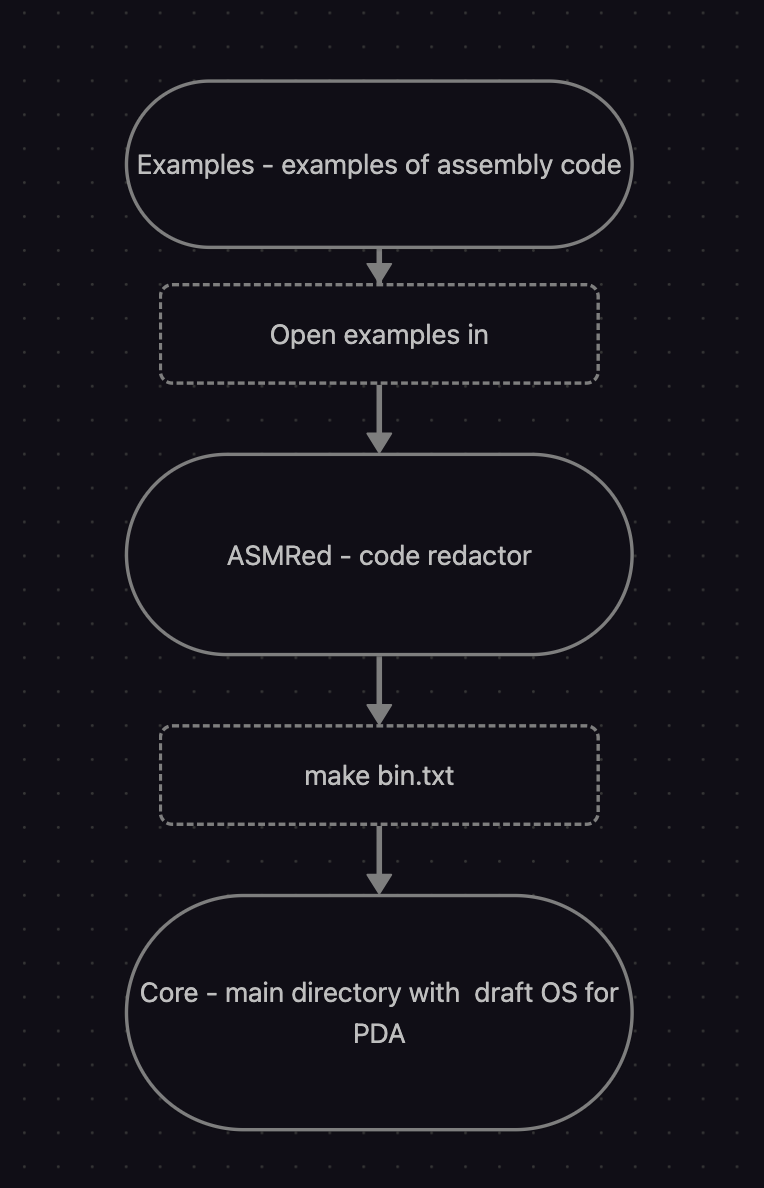 Examples - examples of assembly code
Open examples in
ASMRed - code redactor
make bin.txt
Core - main directory with  draft OS for
PDA